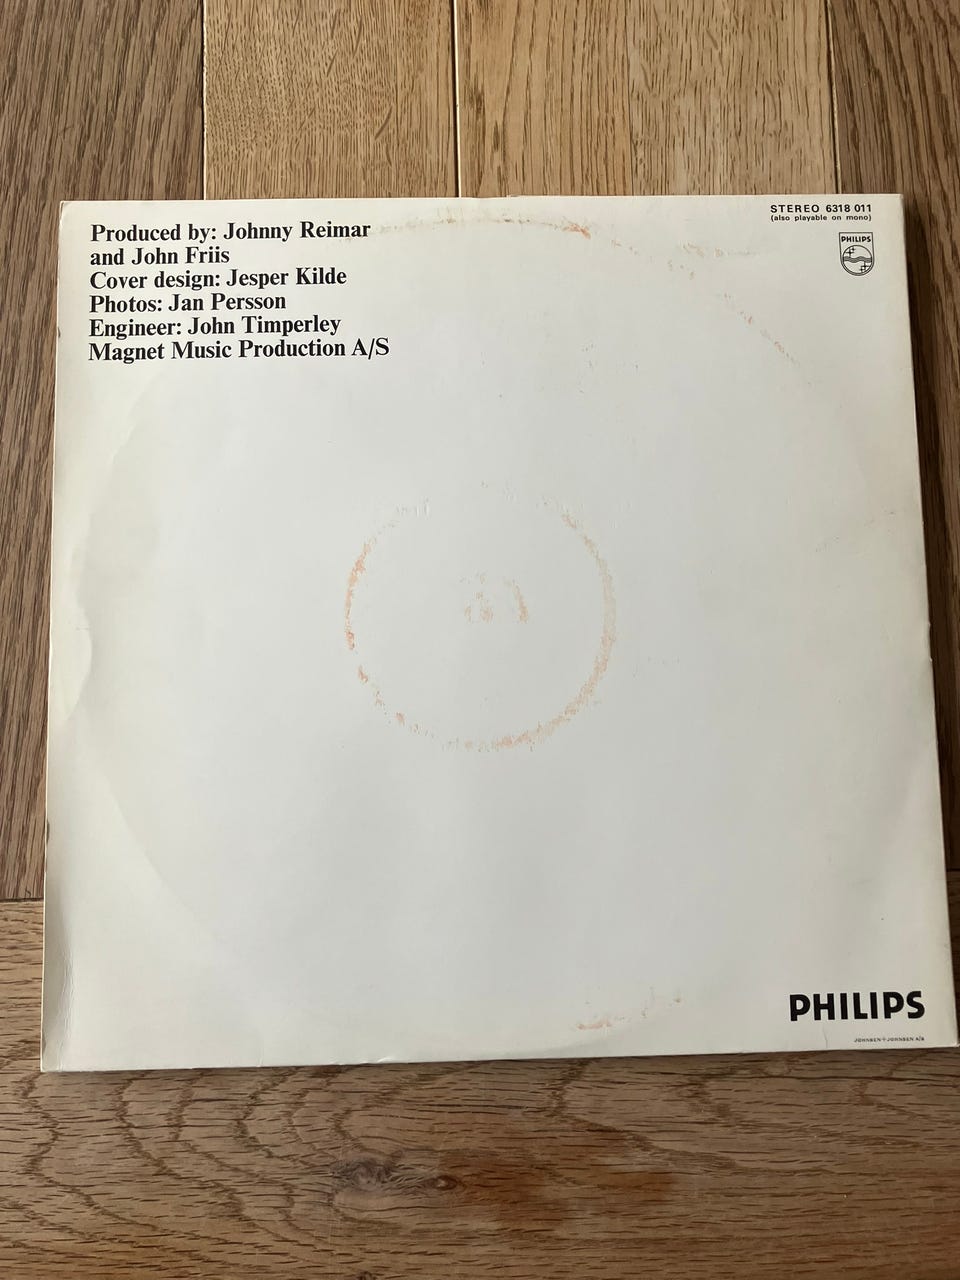 Produced by: Johnny Reimar
and John Friis
Cover design: Jesper Kilde
Photos: Jan Persson
Engineer: John Timperley
Magnet Music Production A/S
STEREO 6318 011
(also playable on mono)
PHILIPS
PHILIPS
JOHNSEN+JOHNSEN A/S